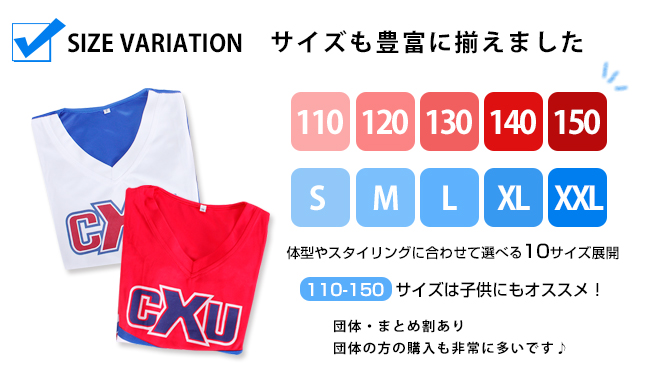 SIZE VARIATION サイズも豊富に揃えました
110 120 130 140 150
S M L XL XXL
CXU
CXU
体型やスタイリングに合わせて選べる10サイズ展開
110-150 サイズは子供にもオススメ！
団体・まとめ割あり
団体の方の購入も非常に多いです♪